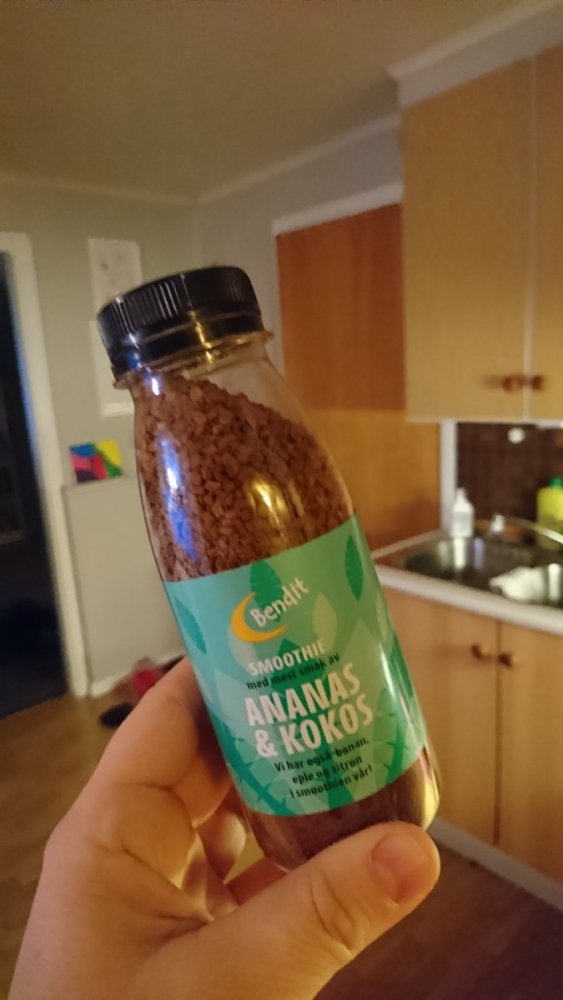 Bendit
SMOOTHIE
med mest smak av
ANANAS
& KOKOS
Vi har også banan,
eple og sitron
i smoothien vår!